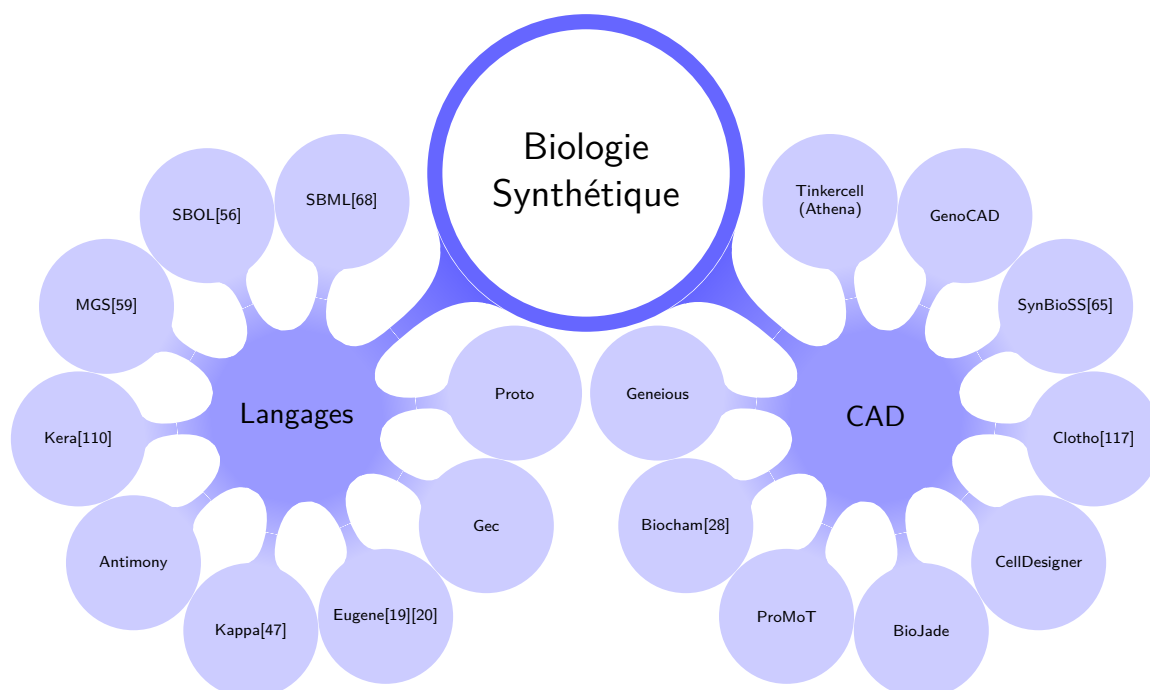 Biologie
Synthétique
Langages
SBML[68]
SBOL[56]
MGS[59]
Kera[110]
Antimony
Kappa[47]
Eugene[19][20]
Gec
Proto
CAD
Tinkercell
(Athena)
GenoCAD
SynBioSS[65]
Clotho[117]
CellDesigner
BioJade
ProMoT
Biocham[28]
Geneious